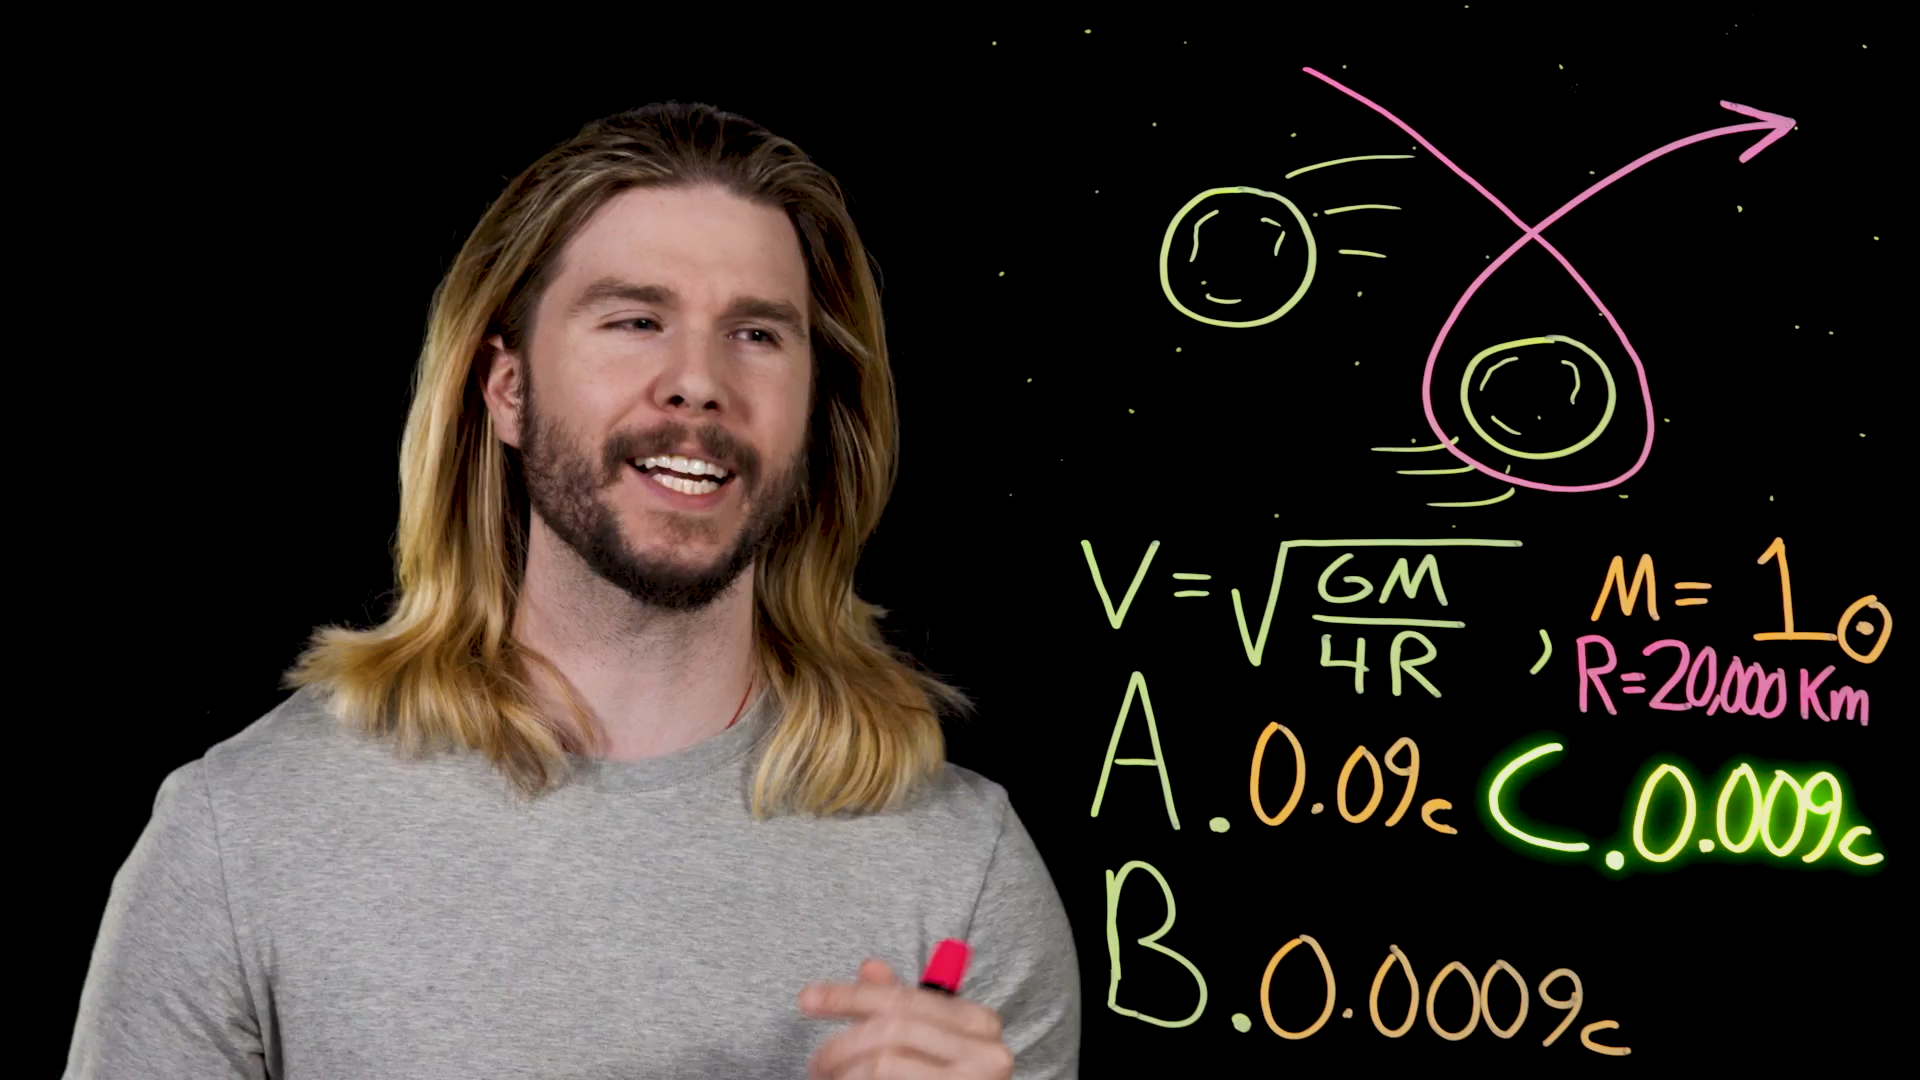 V = √GM/4R , M = 1☉
R = 20,000 Km
A. 0.09c
C. 0.009c
B. 0.0009c